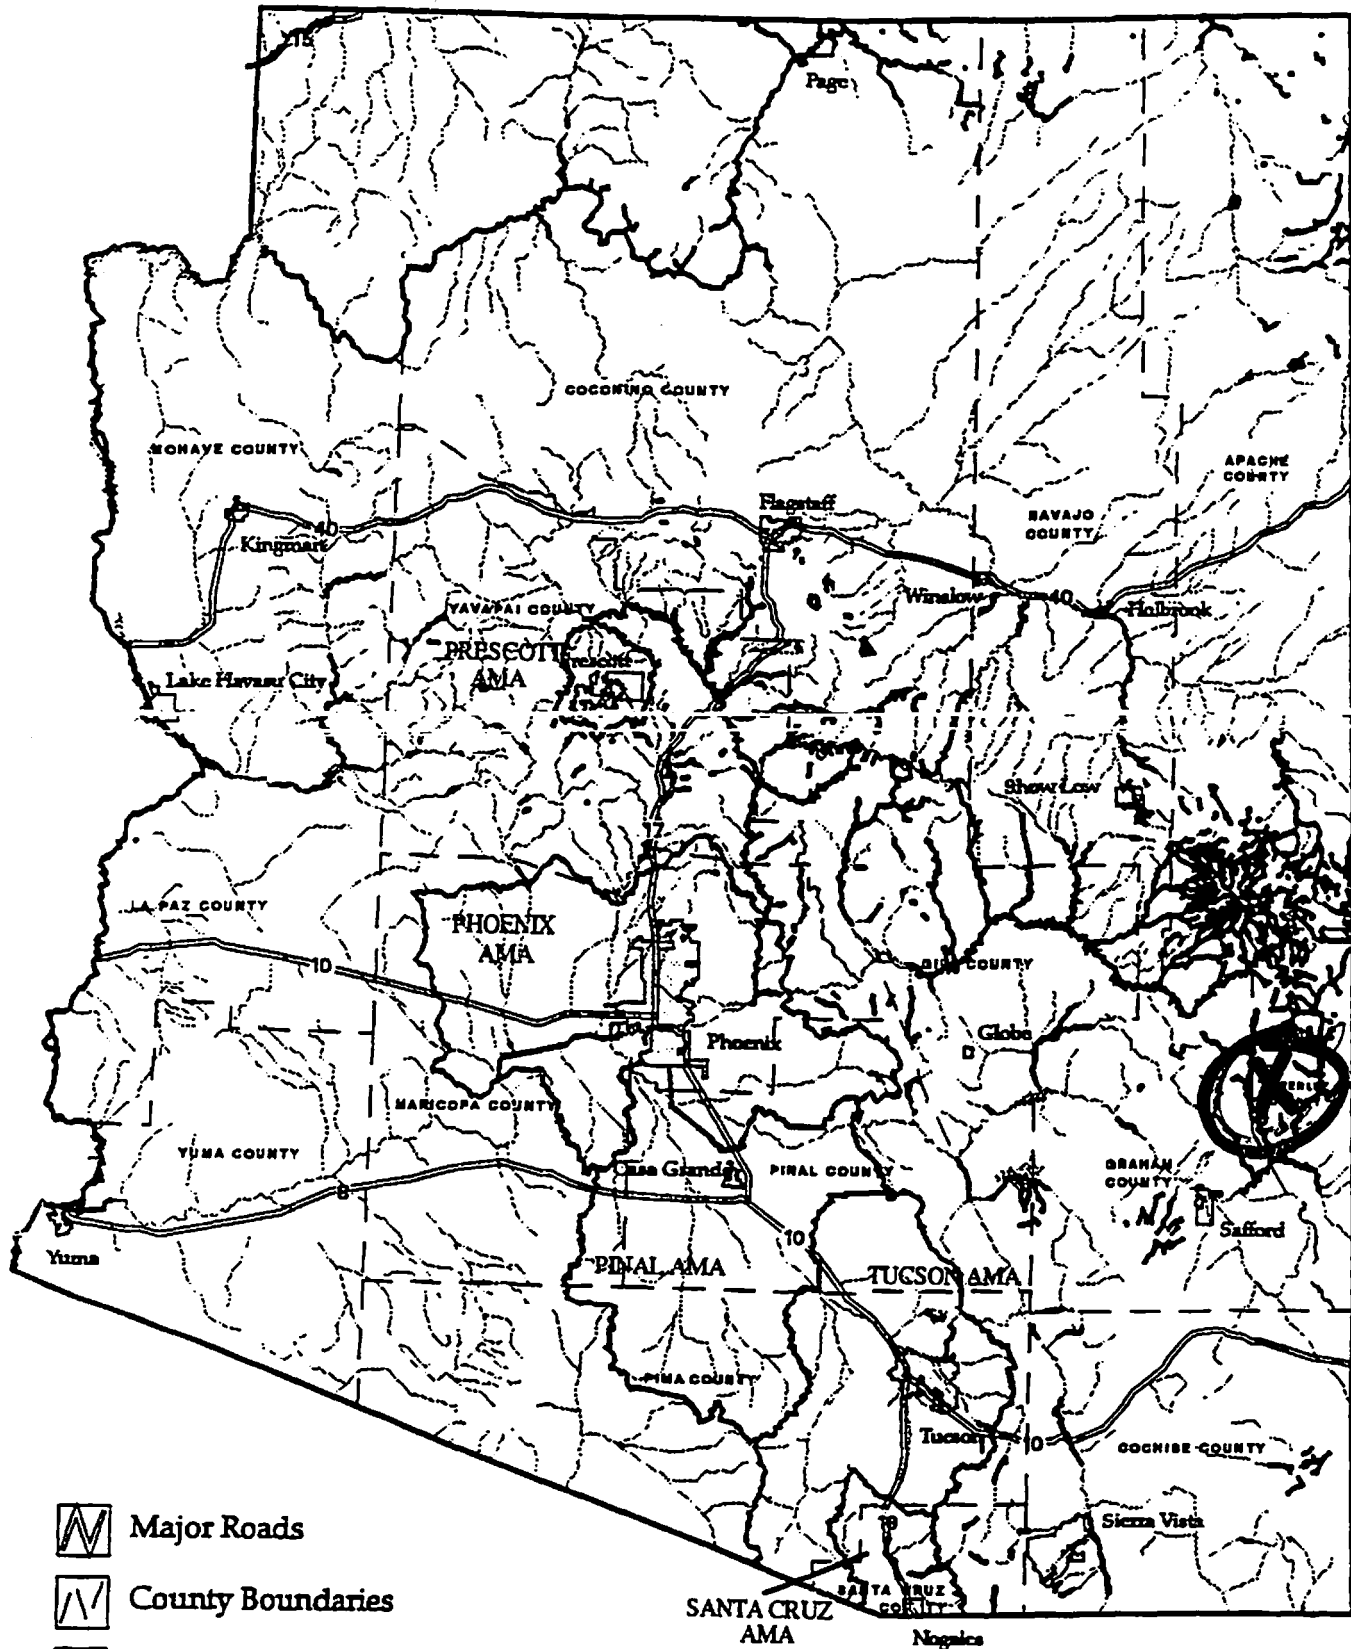 15
Page
COCONINO COUNTY
MOHAVE COUNTY
APACHE
COUNTY
Flagstaff
NAVAJO
COUNTY
40
Kingman
Winslow
40
Holbrook
YAVAPAI COUNTY
PRESCOTT
AMA
Prescott
Lake Havasu City
Show Low
17
LA PAZ COUNTY
PHOENIX
AMA
10
GILA COUNTY
Globe
Phoenix
MARICOPA COUNTY
YUMA COUNTY
Casa Grande
PINAL COUNTY
GRAHAM
COUNTY
8
Safford
Yuma
10
PINAL AMA
TUCSON AMA
PIMA COUNTY
Tucson
10
COCHISE COUNTY
Major Roads
19
Sierra Vista
County Boundaries
SANTA CRUZ
COUNTY
SANTA CRUZ
AMA
Nogales